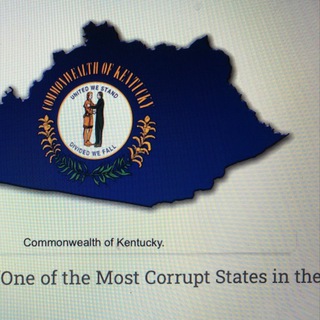 COMMONWEALTH OF KENTUCKY
UNITED WE STAND
DIVIDED WE FALL
Commonwealth of Kentucky.
"One of the Most Corrupt States in the